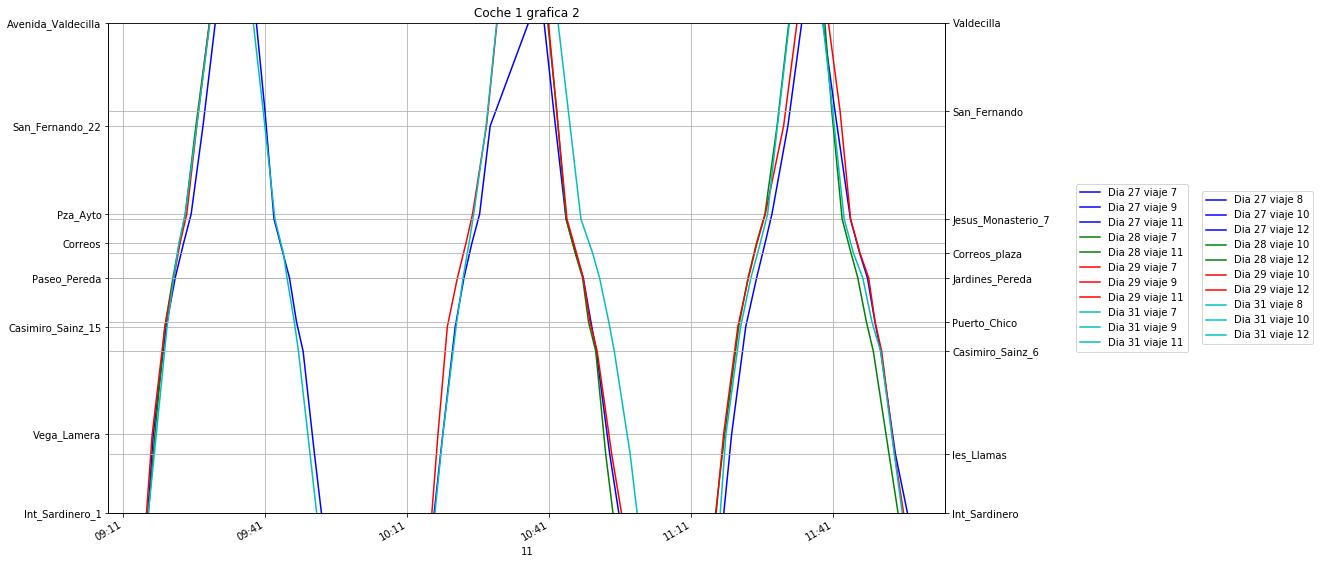 Coche 1 grafica 2
Avenida_Valdecilla
San_Fernando_22
Pza_Ayto
Correos
Paseo_Pereda
Casimiro_Sainz_15
Vega_Lamera
Int_Sardinero_1
Valdecilla
San_Fernando
Jesus_Monasterio_7
Correos_plaza
Jardines_Pereda
Puerto_Chico
Casimiro_Sainz_6
Ies_Llamas
Int_Sardinero
09:11
09:41
10:11
10:41
11:11
11:41
11
Dia 27 viaje 7
Dia 27 viaje 9
Dia 27 viaje 11
Dia 28 viaje 7
Dia 28 viaje 11
Dia 29 viaje 7
Dia 29 viaje 9
Dia 29 viaje 11
Dia 31 viaje 7
Dia 31 viaje 9
Dia 31 viaje 11
Dia 27 viaje 8
Dia 27 viaje 10
Dia 27 viaje 12
Dia 28 viaje 10
Dia 28 viaje 12
Dia 29 viaje 10
Dia 29 viaje 12
Dia 31 viaje 8
Dia 31 viaje 10
Dia 31 viaje 12